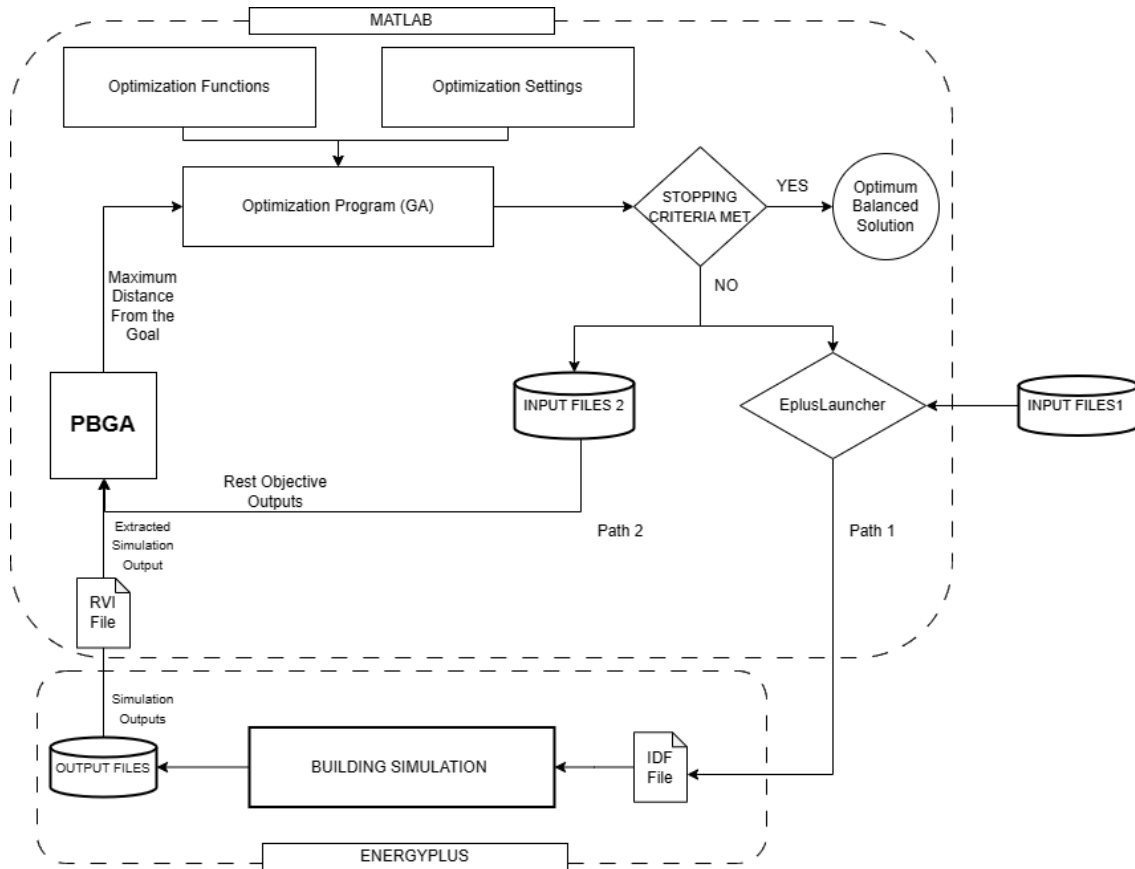 MATLAB
Optimization Functions
Optimization Settings
Optimization Program (GA)
STOPPING
CRITERIA MET
YES
Optimum
Balanced
Solution
NO
Maximum
Distance
From the
Goal
PBGA
INPUT FILES 2
EplusLauncher
INPUT FILES1
Rest Objective
Outputs
Extracted
Simulation
Output
Path 2
Path 1
RVI
File
Simulation
Outputs
OUTPUT FILES
BUILDING SIMULATION
IDF
File
ENERGYPLUS